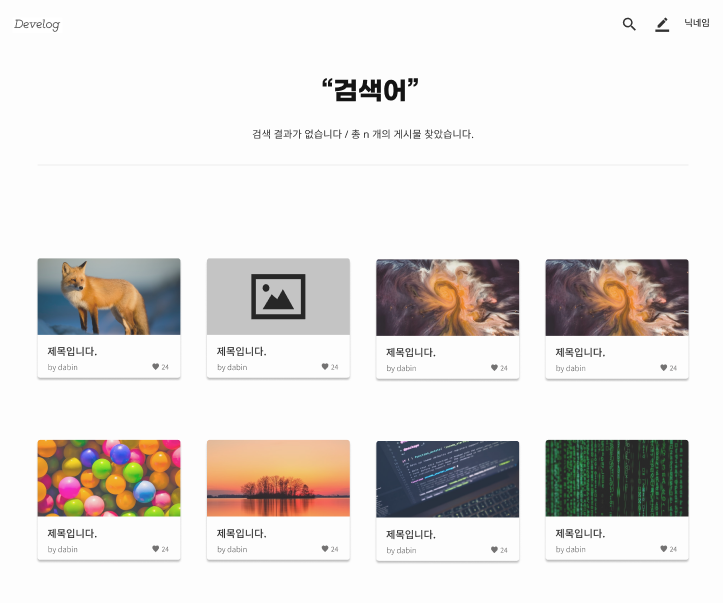 Develog
닉네임
“검색어”
검색 결과가 없습니다 / 총 n 개의 게시물 찾았습니다.
제목입니다.
by dabin
24
제목입니다.
by dabin
24
제목입니다.
by dabin
24
제목입니다.
by dabin
24
제목입니다.
by dabin
24
제목입니다.
by dabin
24
제목입니다.
by dabin
24
제목입니다.
by dabin
24